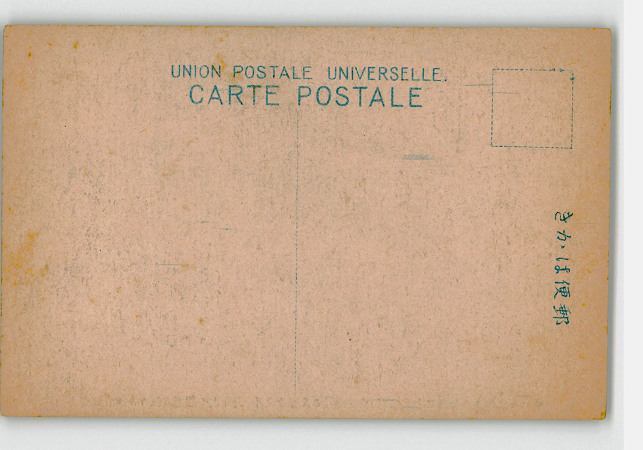 UNION POSTALE UNIVERSELLE.
CARTE POSTALE
きかは便郵